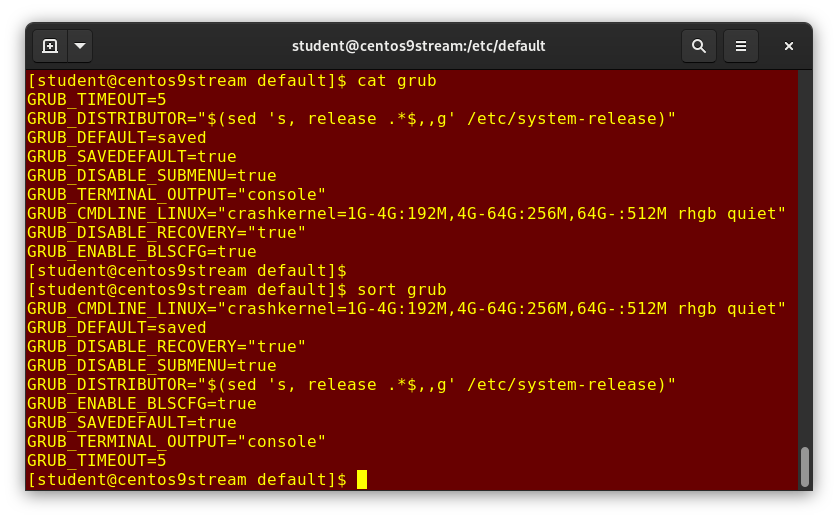 student@centos9stream:/etc/default
[student@centos9stream default]$ cat grub
GRUB_TIMEOUT=5
GRUB_DISTRIBUTOR="$(sed 's, release .*$,,g' /etc/system-release)"
GRUB_DEFAULT=saved
GRUB_SAVEDEFAULT=true
GRUB_DISABLE_SUBMENU=true
GRUB_TERMINAL_OUTPUT="console"
GRUB_CMDLINE_LINUX="crashkernel=1G-4G:192M,4G-64G:256M,64G-:512M rhgb quiet"
GRUB_DISABLE_RECOVERY="true"
GRUB_ENABLE_BLSCFG=true
[student@centos9stream default]$
[student@centos9stream default]$ sort grub
GRUB_CMDLINE_LINUX="crashkernel=1G-4G:192M,4G-64G:256M,64G-:512M rhgb quiet"
GRUB_DEFAULT=saved
GRUB_DISABLE_RECOVERY="true"
GRUB_DISABLE_SUBMENU=true
GRUB_DISTRIBUTOR="$(sed 's, release .*$,,g' /etc/system-release)"
GRUB_ENABLE_BLSCFG=true
GRUB_SAVEDEFAULT=true
GRUB_TERMINAL_OUTPUT="console"
GRUB_TIMEOUT=5
[student@centos9stream default]$